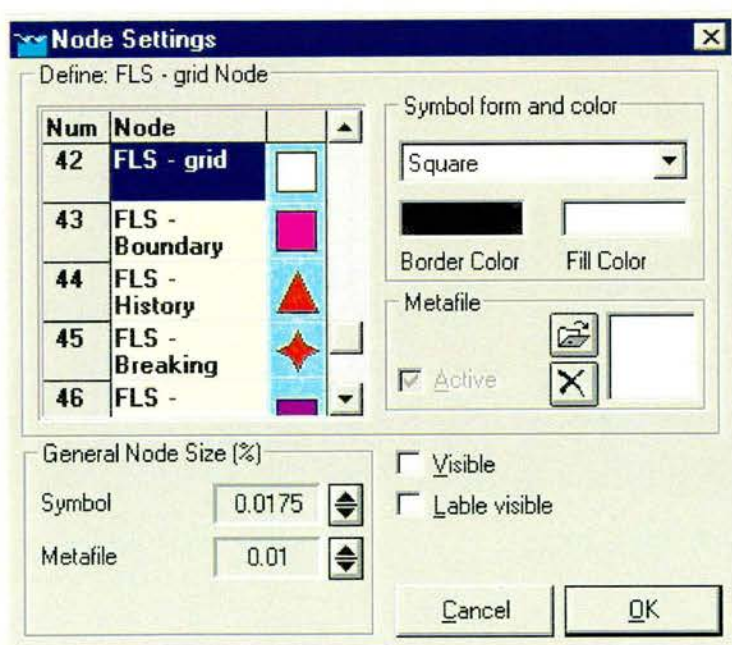 Node Settings
Define: FLS - grid Node
Num Node
42 FLS - grid
43 FLS -
Boundary
44 FLS -
History
45 FLS -
Breaking
46 FLS -
Symbol form and color
Square
Border Color Fill Color
Metafile
Active
General Node Size (%)
Symbol 0.0175
Metafile 0.01
Visible
Lable visible
Cancel OK